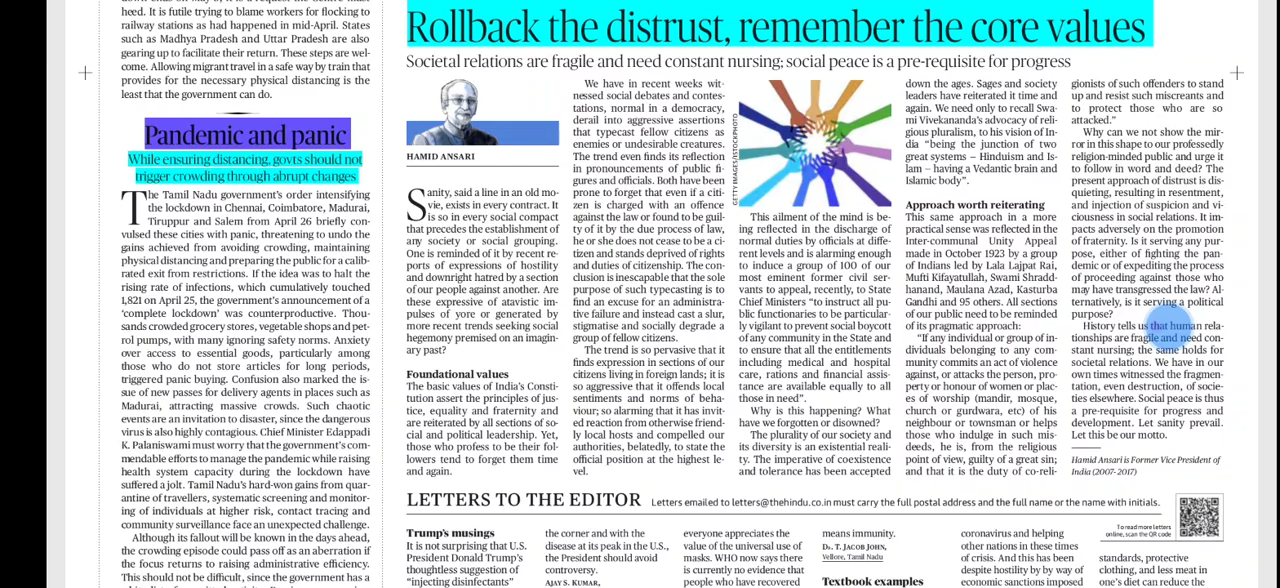 heed. It is futile trying to blame workers for flocking to
railway stations as had happened in mid-April. States
such as Madhya Pradesh and Uttar Pradesh are also
gearing up to facilitate their return. These steps are wel-
come. Allowing migrant travel in a safe way by train that
provides for the necessary physical distancing is the
least that the government can do.
Pandemic and panic
While ensuring distancing, govts should not
trigger crowding through abrupt changes
The Tamil Nadu government's order intensifying
the lockdown in Chennai, Coimbatore, Madurai,
Tiruppur and Salem from April 26 briefly con-
vulsed these cities with panic, threatening to undo the
gains achieved from avoiding crowding, maintaining
physical distancing and preparing the public for a calib-
rated exit from restrictions. If the idea was to halt the
rising rate of infections, which cumulatively touched
1,821 on April 25, the government's announcement of a
'complete lockdown' was counterproductive. Thou-
sands crowded grocery stores, vegetable shops and pet-
rol pumps, with many ignoring safety norms. Anxiety
over access to essential goods, particularly among
those who do not store articles for long periods,
triggered panic buying. Confusion also marked the is-
sue of new passes for delivery agents in places such as
Madurai, attracting massive crowds. Such chaotic
events are an invitation to disaster, since the dangerous
virus is also highly contagious. Chief Minister Edappadi
K. Palaniswami must worry that the government's com-
mendable efforts to manage the pandemic while raising
health system capacity during the lockdown have
suffered a jolt. Tamil Nadu's hard-won gains from quar-
antine of travellers, systematic screening and monitor-
ing of individuals at higher risk, contact tracing and
community surveillance face an unexpected challenge.
Although its fallout will be known in the days ahead,
the crowding episode could pass off as an aberration if
the focus returns to raising administrative efficiency.
This should not be difficult, since the government has a
Rollback the distrust, remember the core values
Societal relations are fragile and need constant nursing; social peace is a pre-requisite for progress
HAMID ANSARI
Sanity, said a line in an old mo-
vie, exists in every contract. It
is so in every social compact
that precedes the establishment of
any society or social grouping.
One is reminded of it by recent re-
ports of expressions of hostility
and downright hatred by a section
of our people against another. Are
these expressive of atavistic im-
pulses of yore or generated by
more recent trends seeking social
hegemony premised on an imagin-
ary past?
Foundational values
The basic values of India's Consti-
tution assert the principles of jus-
tice, equality and fraternity and
are reiterated by all sections of so-
cial and political leadership. Yet,
those who profess to be their fol-
lowers tend to forget them time
and again.
We have in recent weeks wit-
nessed social debates and contes-
tations, normal in a democracy,
derail into aggressive assertions
that typecast fellow citizens as
enemies or undesirable creatures.
The trend even finds its reflection
in pronouncements of public fi-
gures and officials. Both have been
prone to forget that even if a citi-
zen is charged with an offence
against the law or found to be guil-
ty of it by the due process of law,
he or she does not cease to be a ci-
tizen and stands deprived of rights
and duties of citizenship. The con-
clusion is inescapable that the sole
purpose of such typecasting is to
find an excuse for an administra-
tive failure and instead cast a slur,
stigmatise and socially degrade a
group of fellow citizens.
The trend is so pervasive that it
finds expression in sections of our
citizens living in foreign lands; it is
so aggressive that it offends local
sentiments and norms of beha-
viour; so alarming that it has invit-
ed reaction from otherwise friend-
ly local hosts and compelled our
authorities, belatedly, to state the
official position at the highest le-
vel.
GETTY IMAGES/ISTOCKPHOTO
This ailment of the mind is be-
ing reflected in the discharge of
normal duties by officials at diffe-
rent levels and is alarming enough
to induce a group of 100 of our
most eminent former civil ser-
vants to appeal, recently, to State
Chief Ministers "to instruct all pu-
blic functionaries to be particular-
ly vigilant to prevent social boycott
of any community in the State and
to ensure that all the entitlements
including medical and hospital
care, rations and financial assis-
tance are available equally to all
those in need".
Why is this happening? What
have we forgotten or disowned?
The plurality of our society and
its diversity is an existential reali-
ty. The imperative of coexistence
and tolerance has been accepted
down the ages. Sages and society
leaders have reiterated it time and
again. We need only to recall Swa-
mi Vivekananda's advocacy of rel-
igious pluralism, to his vision of In-
dia "being the junction of two
great systems – Hinduism and Is-
lam – having a Vedantic brain and
Islamic body".
Approach worth reiterating
This same approach in a more
practical sense was reflected in the
Inter-communal Unity Appeal
made in October 1923 by a group
of Indians led by Lala Lajpat Rai,
Mufti Kifayatullah, Swami Shradd-
hanand, Maulana Azad, Kasturba
Gandhi and 95 others. All sections
of our public need to be reminded
of its pragmatic approach:
"If any individual or group of in-
dividuals belonging to any com-
munity commits an act of violence
against, or attacks the person, pro-
perty or honour of women or plac-
es of worship (mandir, mosque,
church or gurdwara, etc) of his
neighbour or townsman or helps
those who indulge in such mis-
deeds, he is, from the religious
point of view, guilty of a great sin;
and that it is the duty of co-reli-
gionists of such offenders to stand
up and resist such miscreants and
to protect those who are so
attacked."
Why can we not show the mir-
ror in this shape to our professedly
religion-minded public and urge it
to follow in word and deed? The
present approach of distrust is dis-
quieting, resulting in resentment,
and injection of suspicion and vi-
ciousness in social relations. It im-
pacts adversely on the promotion
of fraternity. Is it serving any pur-
pose, either of fighting the pan-
demic or of expediting the process
of proceeding against those who
may have transgressed the law? Al-
ternatively, is it serving a political
purpose?
History tells us that human rela-
tionships are fragile and need con-
stant nursing; the same holds for
societal relations. We have in our
own times witnessed the fragmen-
tation, even destruction, of socie-
ties elsewhere. Social peace is thus
a pre-requisite for progress and
development. Let sanity prevail.
Let this be our motto.
Hamid Ansari is Former Vice President of
India (2007-2017)
LETTERS TO THE EDITOR Letters emailed to letters@thehindu.co.in must carry the full postal address and the full name or the name with initials.
To read more letters
online, scan the QR code
Trump's musings
It is not surprising that U.S.
President Donald Trump's
thoughtless suggestion of
"injecting disinfectants"
the corner and with the
disease at its peak in the U.S.,
the President should avoid
controversy.
AJAY S. KUMAR,
everyone appreciates the
value of the universal use of
masks. WHO now says there
is currently no evidence that
people who have recovered
means immunity.
Dr. T. JACOB JOHN,
Vellore, Tamil Nadu
Textbook examples
coronavirus and helping
other nations in these times
of crisis. And this has been
despite hostility by by way of
economic sanctions imposed
standards, protective
clothing, and less meat in
one's diet can reduce the